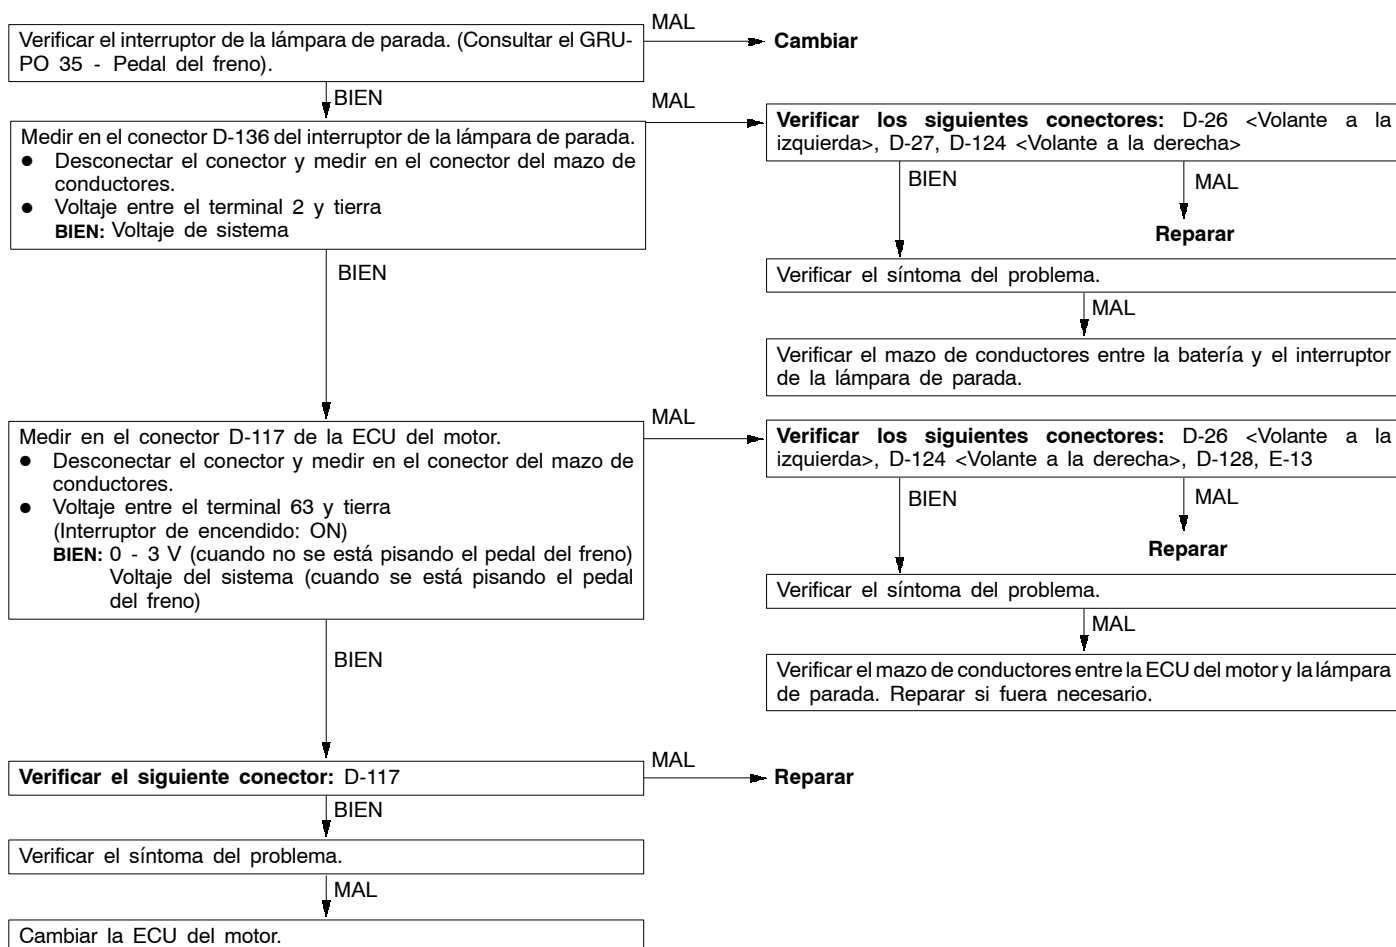 Verificar el interruptor de la lámpara de parada. (Consultar el GRU-
PO 35 - Pedal del freno).
MAL
Cambiar
BIEN
Medir en el conector D-136 del interruptor de la lámpara de parada.
● Desconectar el conector y medir en el conector del mazo de
conductores.
● Voltaje entre el terminal 2 y tierra
BIEN: Voltaje de sistema
MAL
Verificar los siguientes conectores: D-26 <Volante a la
izquierda>, D-27, D-124 <Volante a la derecha>
BIEN
MAL
Reparar
Verificar el síntoma del problema.
MAL
Verificar el mazo de conductores entre la batería y el interruptor
de la lámpara de parada.
BIEN
Medir en el conector D-117 de la ECU del motor.
● Desconectar el conector y medir en el conector del mazo de
conductores.
● Voltaje entre el terminal 63 y tierra
(Interruptor de encendido: ON)
BIEN: 0 - 3 V (cuando no se está pisando el pedal del freno)
Voltaje del sistema (cuando se está pisando el pedal
del freno)
MAL
Verificar los siguientes conectores: D-26 <Volante a la
izquierda>, D-124 <Volante a la derecha>, D-128, E-13
BIEN
MAL
Reparar
Verificar el síntoma del problema.
MAL
Verificar el mazo de conductores entre la ECU del motor y la lámpara
de parada. Reparar si fuera necesario.
BIEN
Verificar el siguiente conector: D-117
MAL
Reparar
BIEN
Verificar el síntoma del problema.
MAL
Cambiar la ECU del motor.